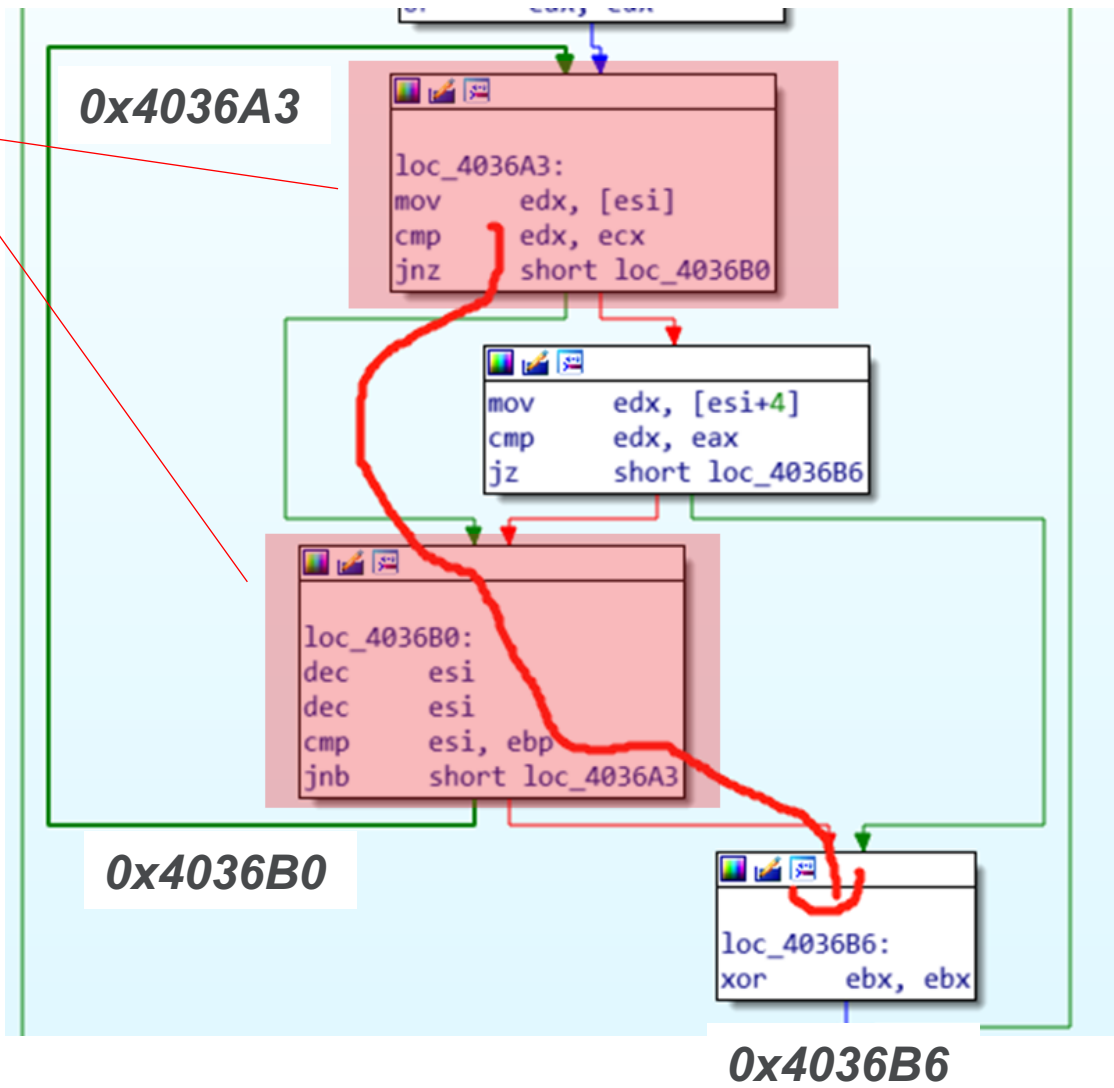 0x4036A3
loc_4036A3:
mov edx, [esi]
cmp edx, ecx
jnz short loc_4036B0
mov edx, [esi+4]
cmp edx, eax
jz short loc_4036B6
loc_4036B0:
dec esi
dec esi
cmp esi, ebp
jnb short loc_4036A3
0x4036B0
loc_4036B6:
xor ebx, ebx
0x4036B6